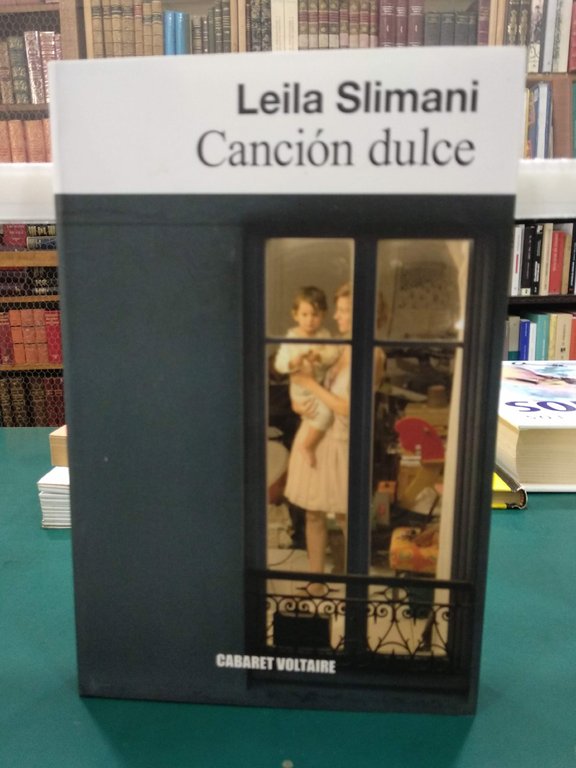 Leila Slimani
Canción dulce
CABARET VOLTAIRE